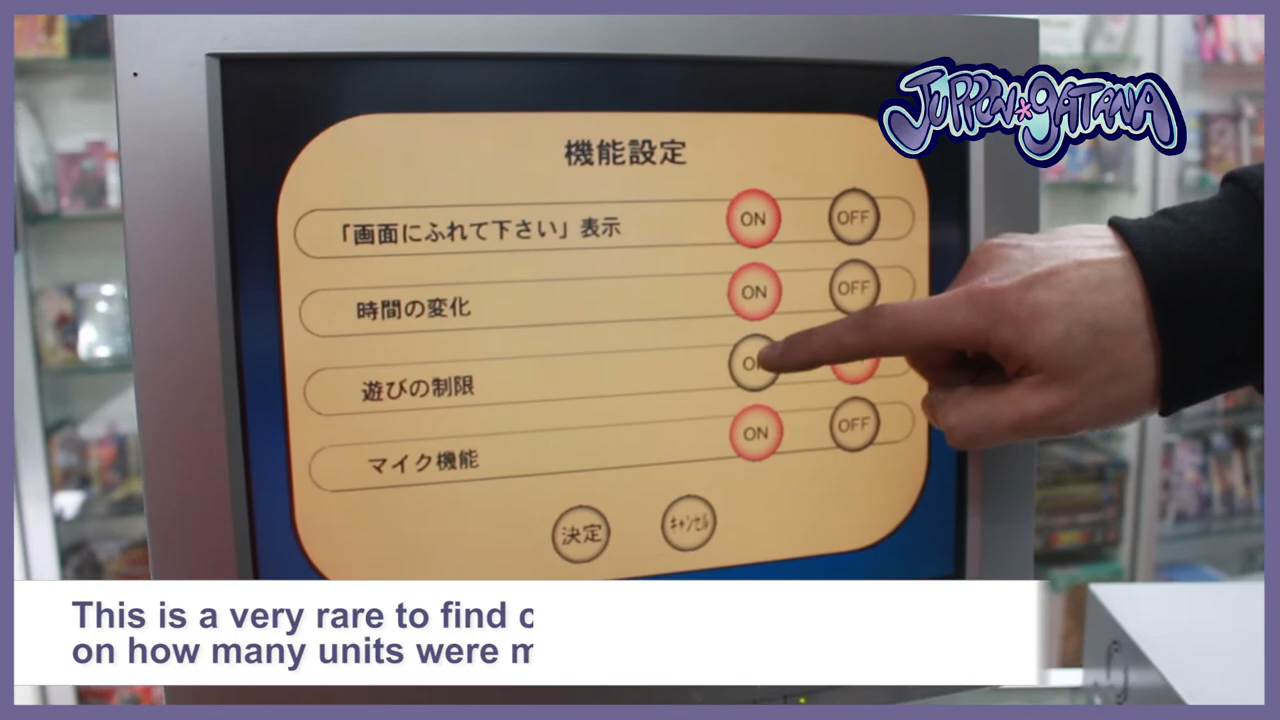 JUPPON*GATANA
機能設定
「画面にふれて下さい」表示 ON OFF
時間の変化 ON OFF
遊びの制限
マイク機能 ON OFF
決定 キャンセル
This is a very rare to find
on how many units were